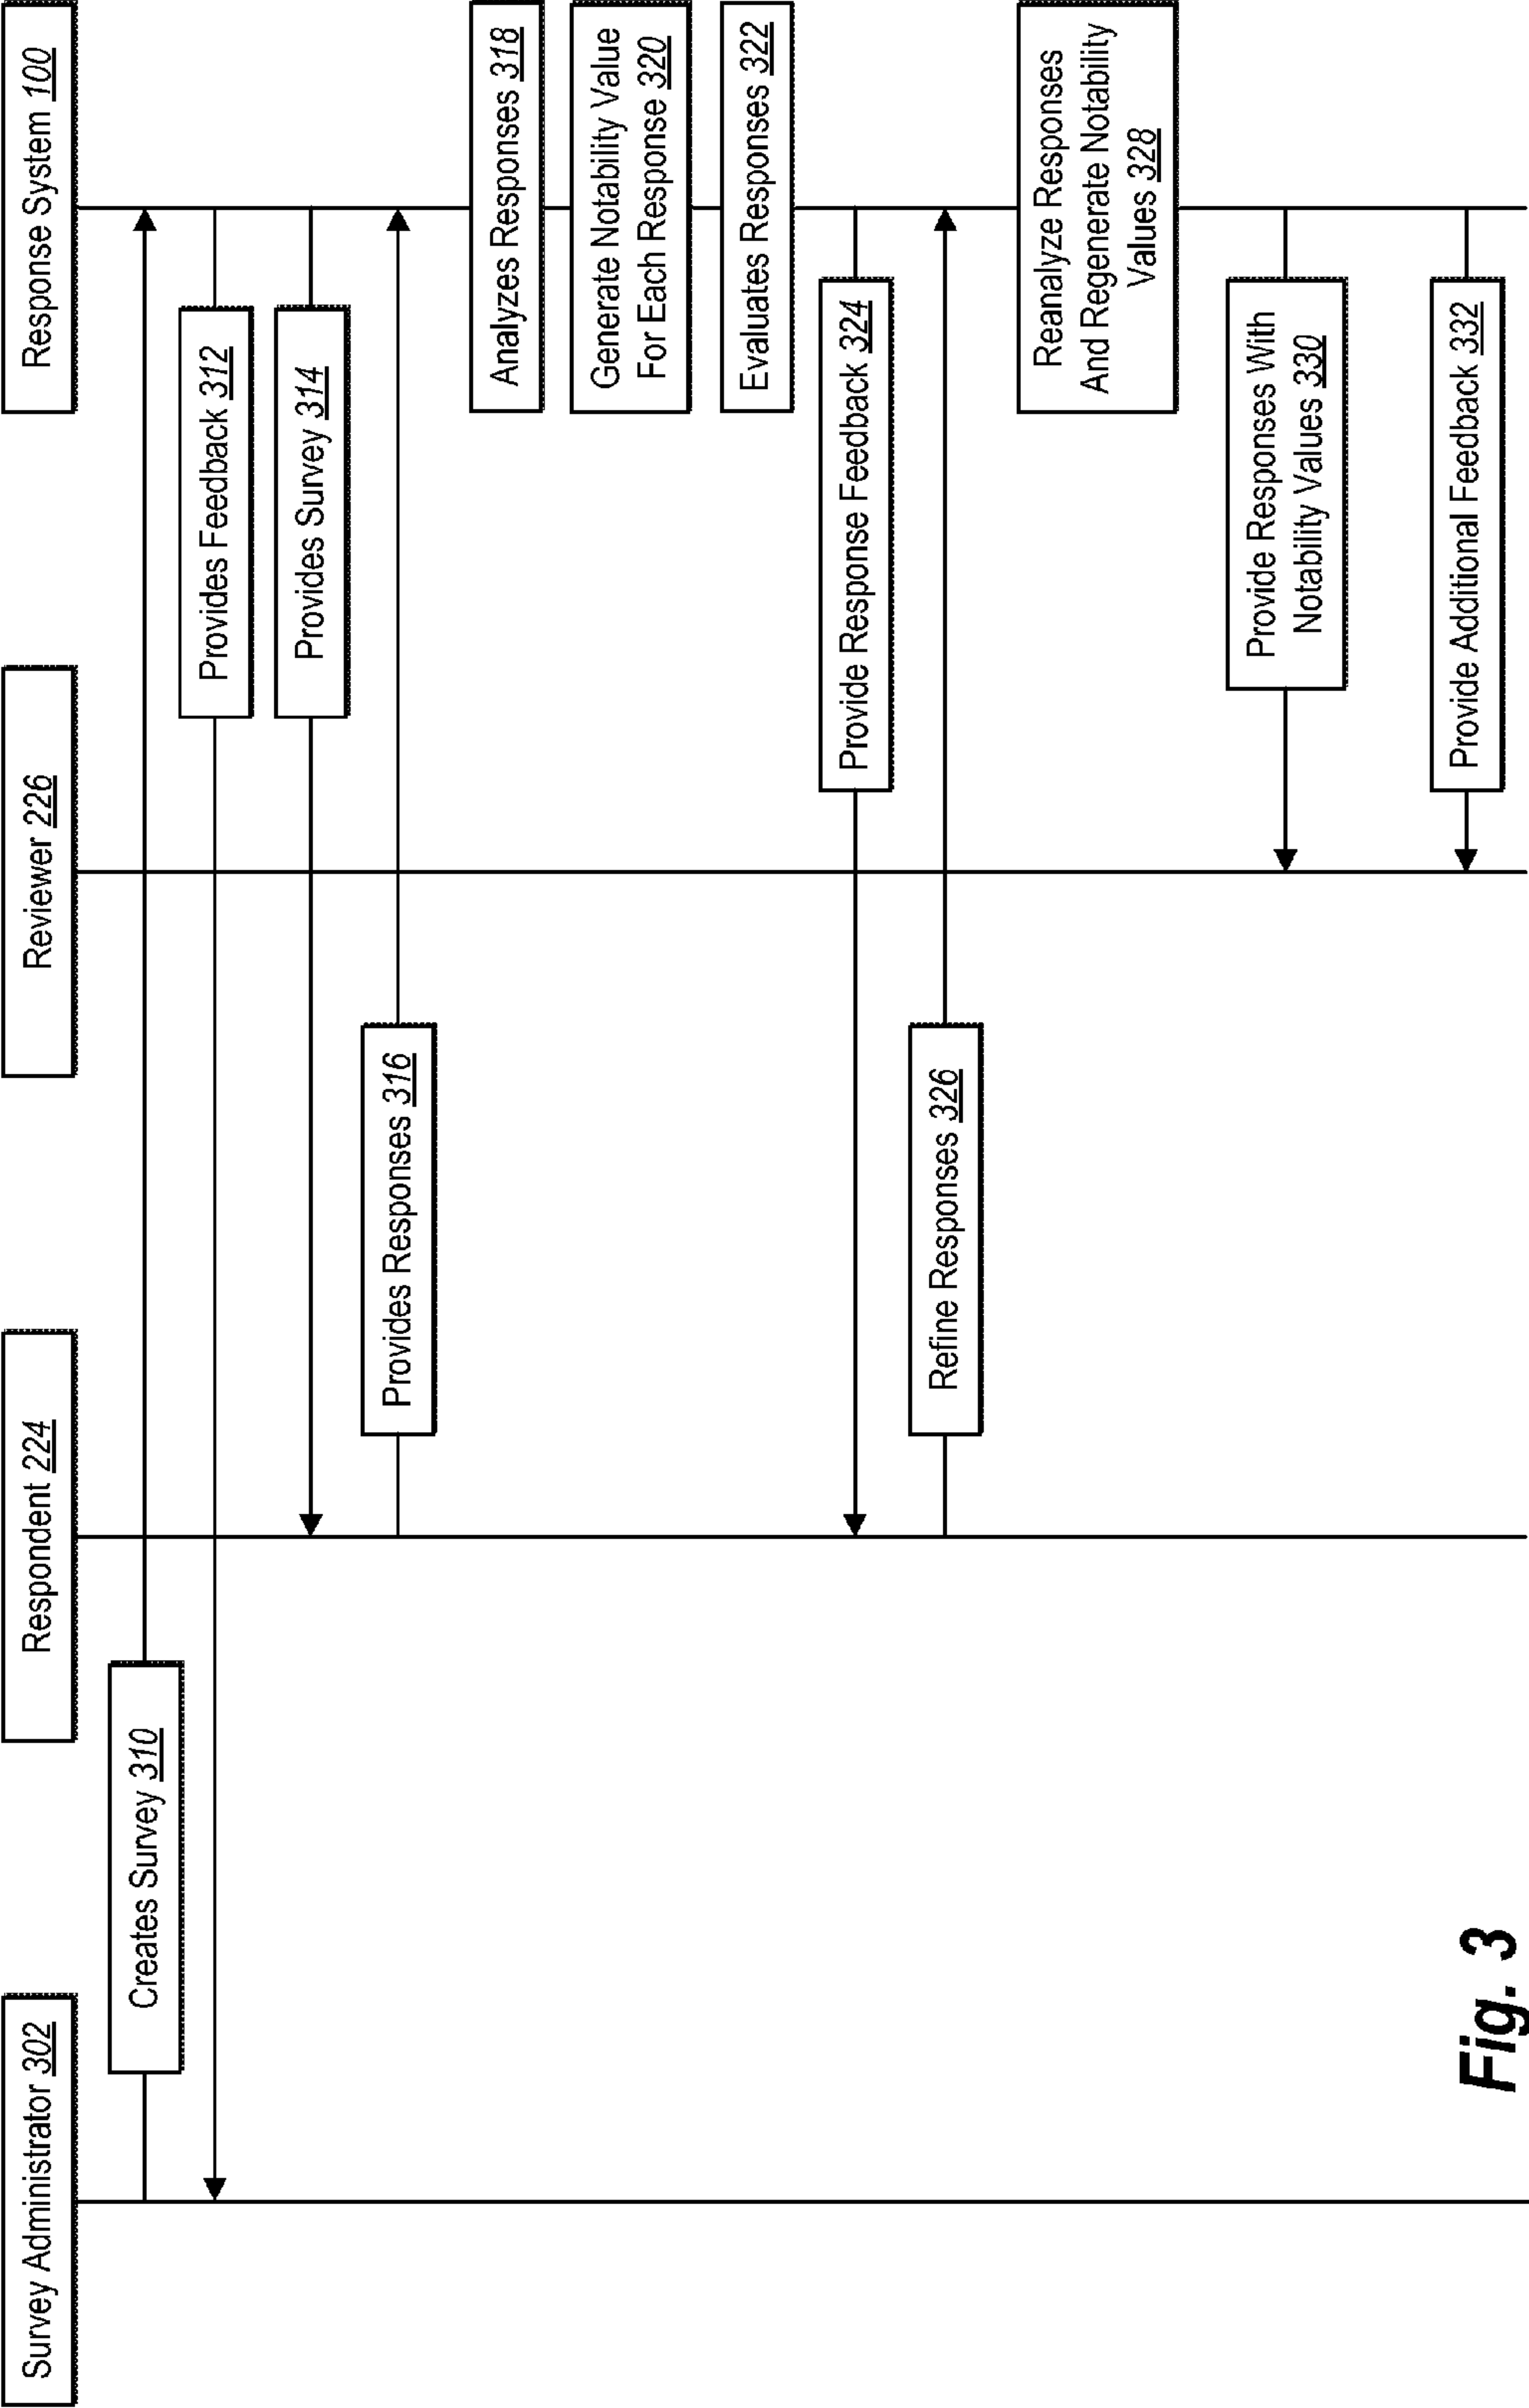 Survey Administrator 302
Respondent 224
Reviewer 226
Response System 100
Creates Survey 310
Provides Feedback 312
Provides Survey 314
Provides Responses 316
Analyzes Responses 318
Generate Notability Value
For Each Response 320
Evaluates Responses 322
Provide Response Feedback 324
Refine Responses 326
Reanalyze Responses
And Regenerate Notability
Values 328
Provide Responses With
Notability Values 330
Provide Additional Feedback 332
Fig. 3